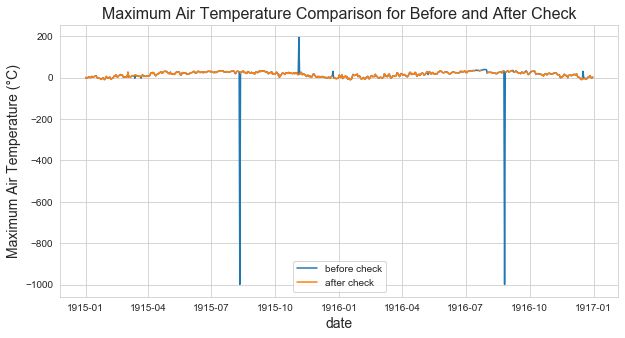 Maximum Air Temperature Comparison for Before and After Check
Maximum Air Temperature (°C)
200
0
−200
−400
−600
−800
−1000
before check
after check
1915-01 1915-04 1915-07 1915-10 1916-01 1916-04 1916-07 1916-10 1917-01
date